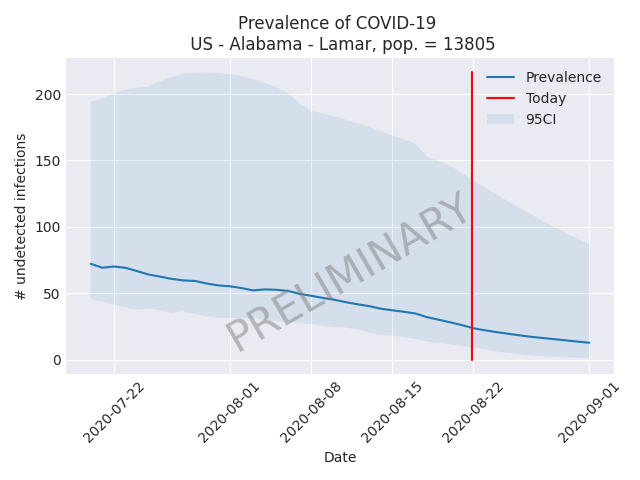 Prevalence of COVID-19
US - Alabama - Lamar, pop. = 13805
Prevalence
Today
95CI
PRELIMINARY
# undetected infections
200
150
100
50
0
2020-07-22
2020-08-01
2020-08-08
2020-08-15
2020-08-22
2020-09-01
Date